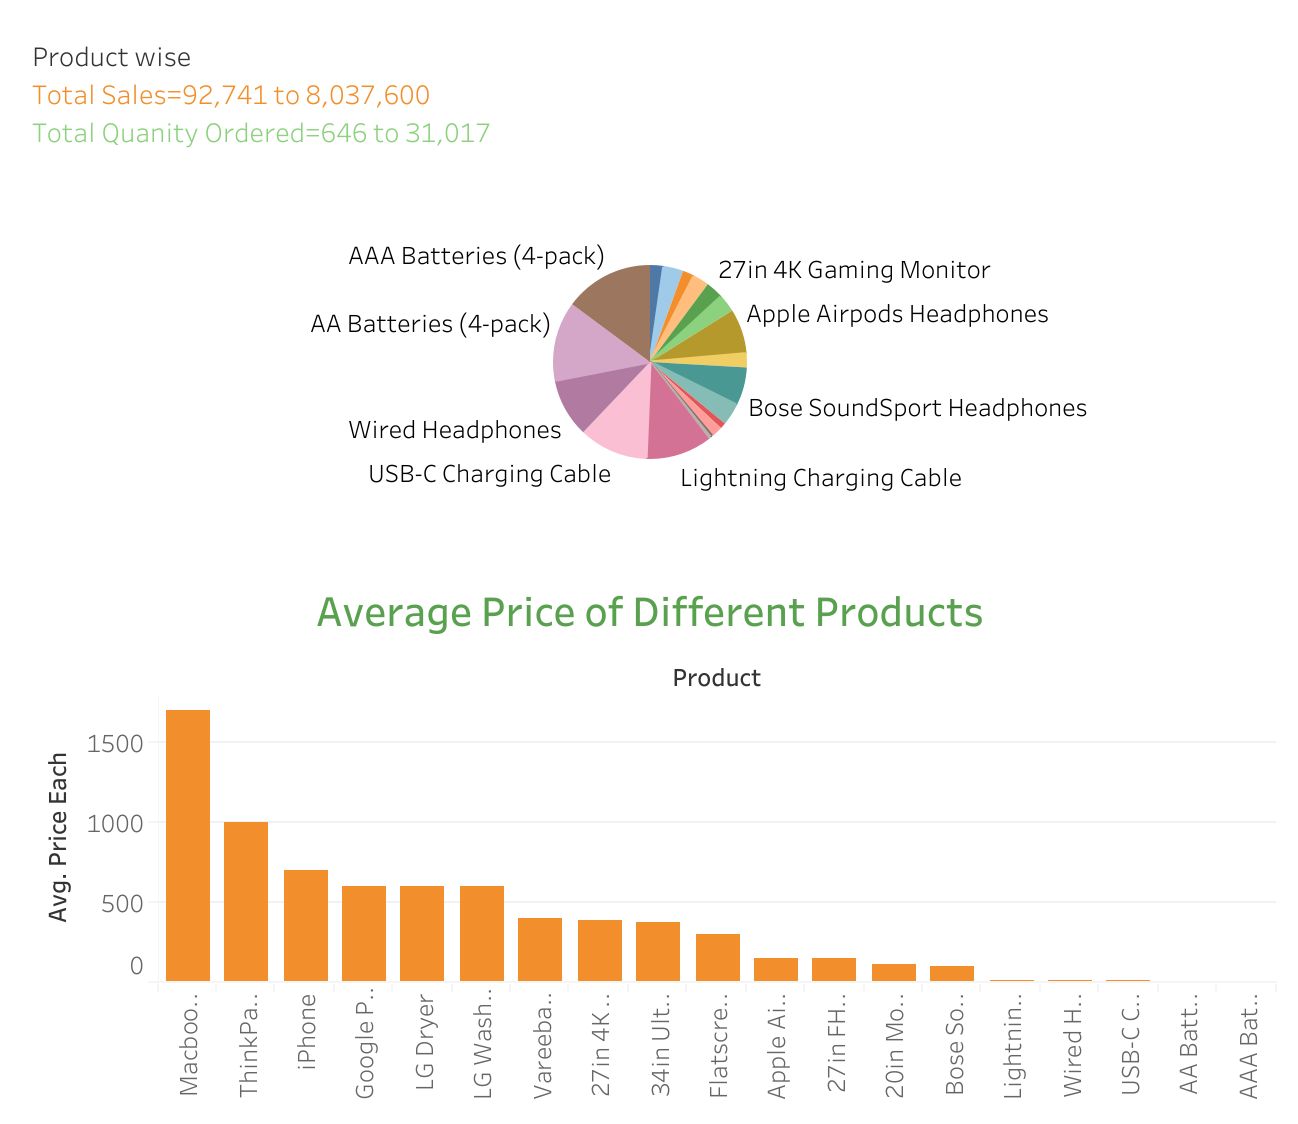 Product wise
Total Sales=92,741 to 8,037,600
Total Quanity Ordered=646 to 31,017
AAA Batteries (4-pack)
27in 4K Gaming Monitor
AA Batteries (4-pack)
Apple Airpods Headphones
Bose SoundSport Headphones
Wired Headphones
USB-C Charging Cable
Lightning Charging Cable
Average Price of Different Products
Product
Avg. Price Each
1500
1000
500
0
Macboo..
ThinkPa..
iPhone
Google P..
LG Dryer
LG Wash..
Vareeba..
27in 4K ..
34in Ult..
Flatscre..
Apple Ai..
27in FH..
20in Mo..
Bose So..
Lightnin..
Wired H..
USB-C C..
AA Batt..
AAA Bat..